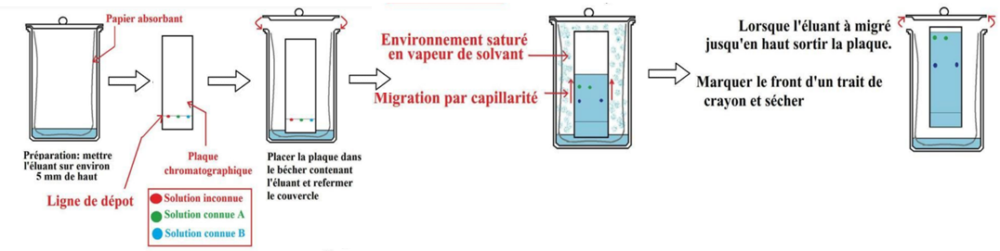 Papier absorbant
Préparation: mettre
l'éluant sur environ
5 mm de haut
Ligne de dépot
Plaque
chromatographique
Solution inconnue
Solution connue A
Solution connue B
Placer la plaque dans
le bécher contenant
l'éluant et refermer
le couvercle
Environnement saturé
en vapeur de solvant
Migration par capillarité
Lorsque l'éluant à migré
jusqu'en haut sortir la plaque.
Marquer le front d'un trait de
crayon et sécher